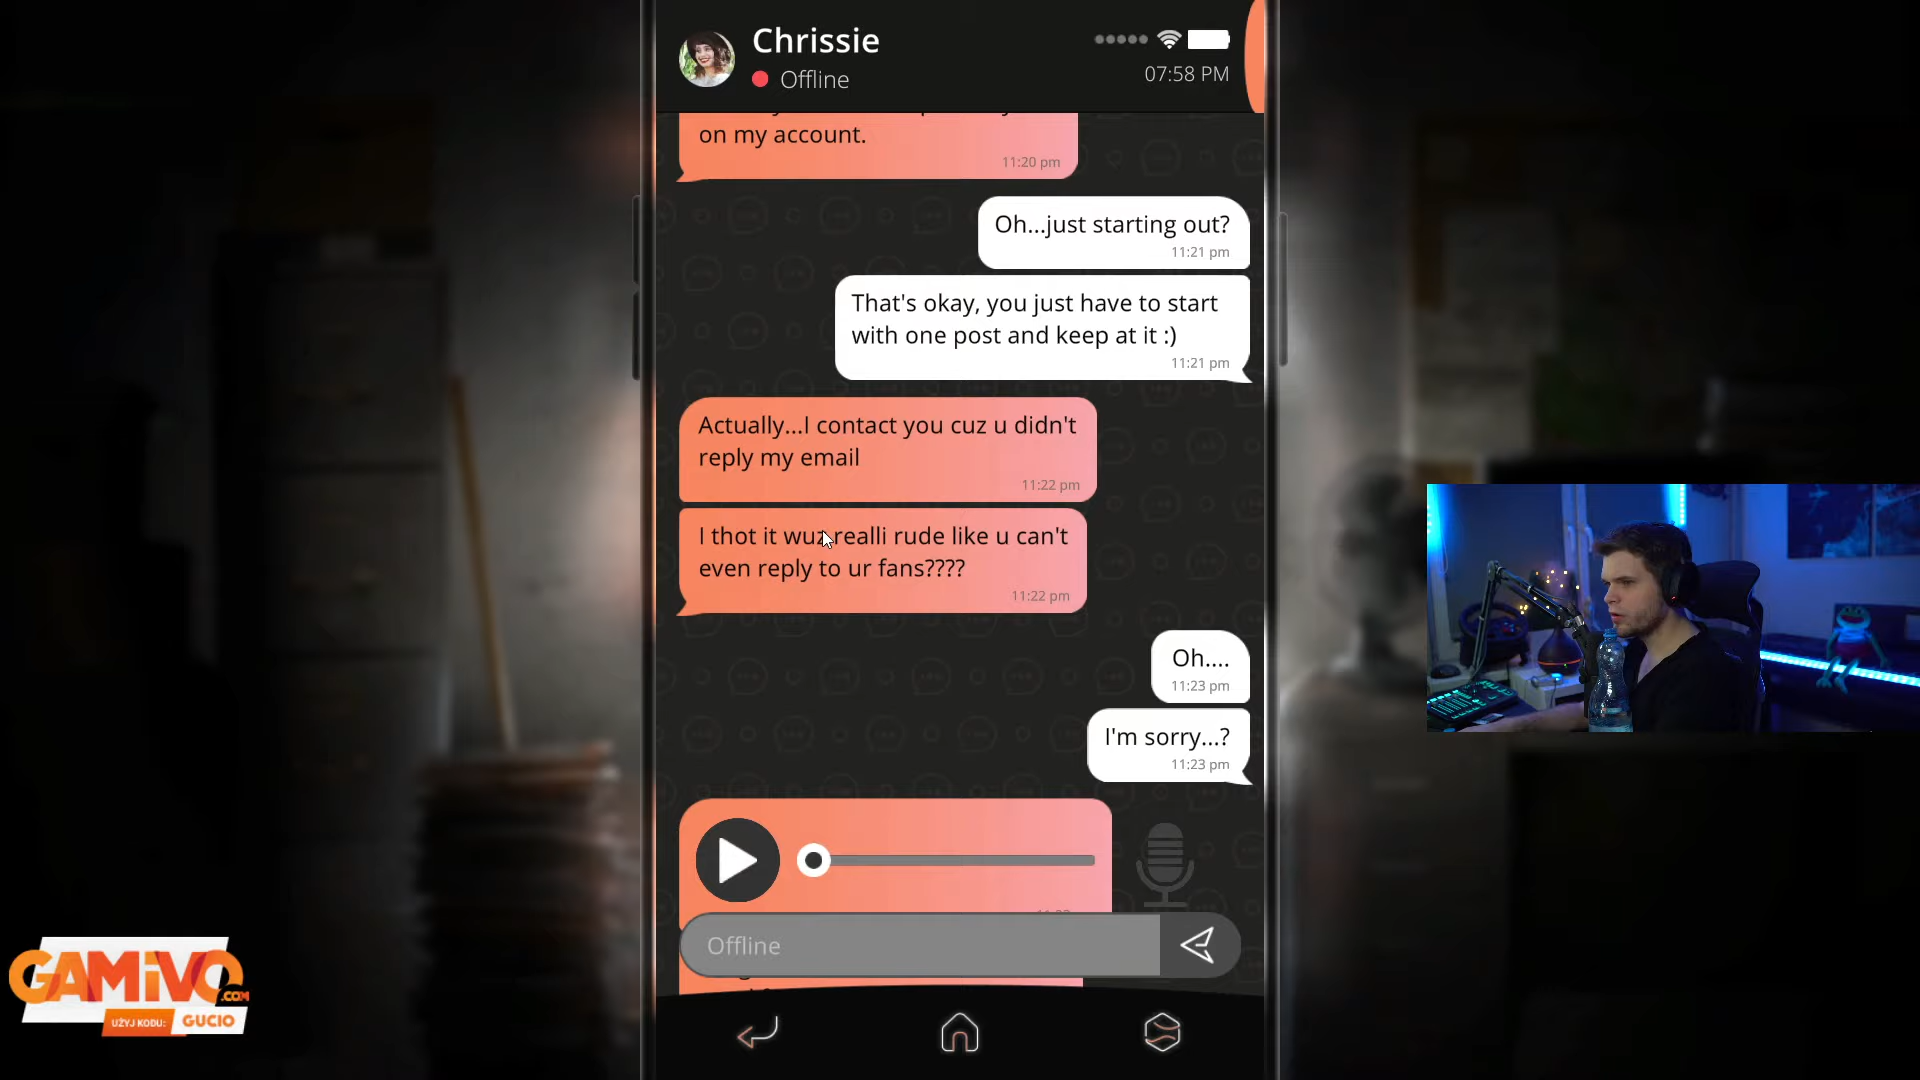 Chrissie
Offline
07:58 PM
on my account.
11:20 pm
Oh...just starting out?
11:21 pm
That's okay, you just have to start
with one post and keep at it :)
11:21 pm
Actually...I contact you cuz u didn't
reply my email
11:22 pm
I thot it wuz realli rude like u can't
even reply to ur fans????
11:22 pm
Oh....
11:23 pm
I'm sorry...?
11:23 pm
Offline
GAMIVO
.COM
UŻYJ KODU:
GUCIO